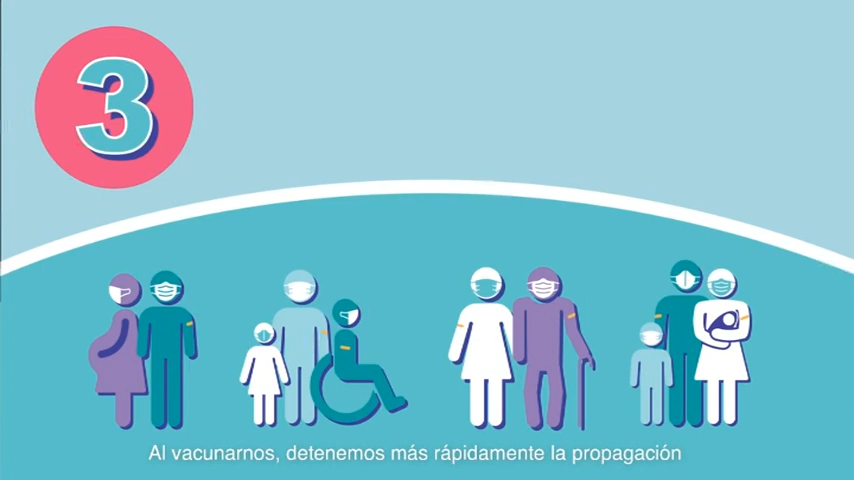 3
Al vacunarnos, detenemos más rápidamente la propagación